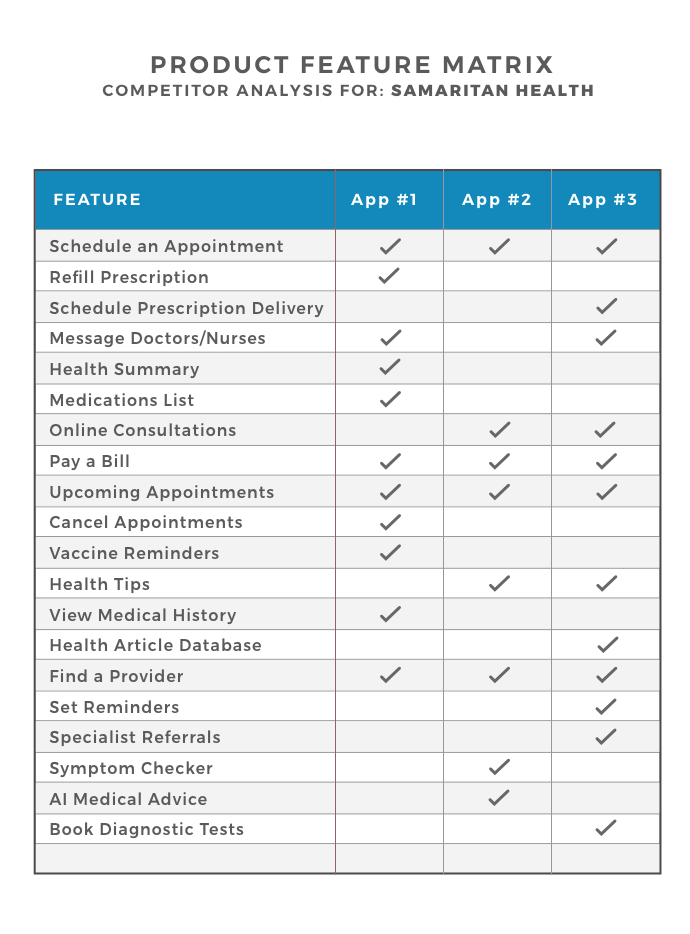 PRODUCT FEATURE MATRIX
COMPETITOR ANALYSIS FOR: SAMARITAN HEALTH
FEATURE App #1 App #2 App #3
Schedule an Appointment
Refill Prescription
Schedule Prescription Delivery
Message Doctors/Nurses
Health Summary
Medications List
Online Consultations
Pay a Bill
Upcoming Appointments
Cancel Appointments
Vaccine Reminders
Health Tips
View Medical History
Health Article Database
Find a Provider
Set Reminders
Specialist Referrals
Symptom Checker
AI Medical Advice
Book Diagnostic Tests